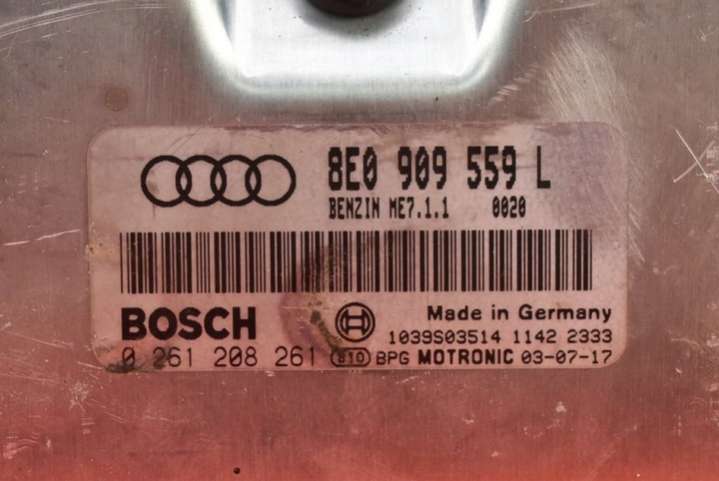 8E0 909 559 L
BENZIN ME7.1.1 0020
BOSCH
Made in Germany
1039S03514 1142 2333
0 261 208 261 810 BPG MOTRONIC 03-07-17